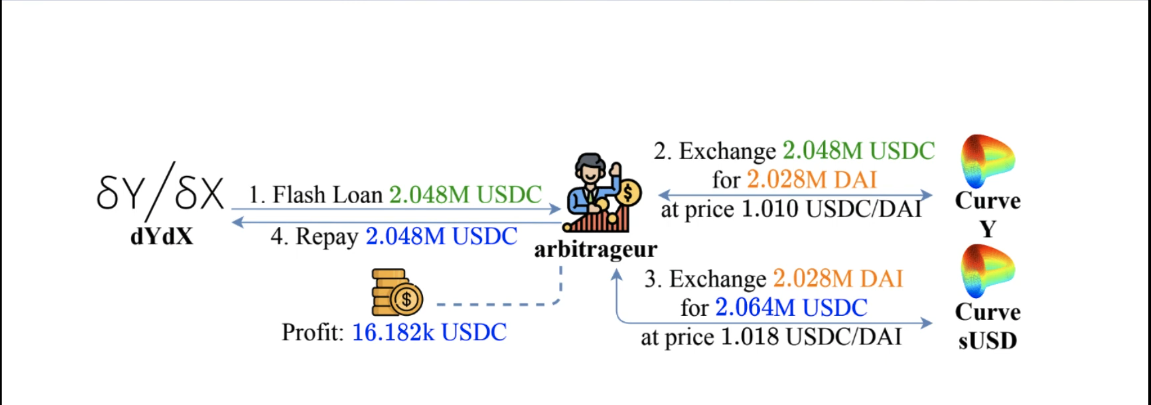 δY/δX
dYdX
1. Flash Loan 2.048M USDC
4. Repay 2.048M USDC
arbitrageur
$
2. Exchange 2.048M USDC
for 2.028M DAI
at price 1.010 USDC/DAI
Curve
Y
3. Exchange 2.028M DAI
for 2.064M USDC
at price 1.018 USDC/DAI
Curve
sUSD
$
Profit: 16.182k USDC